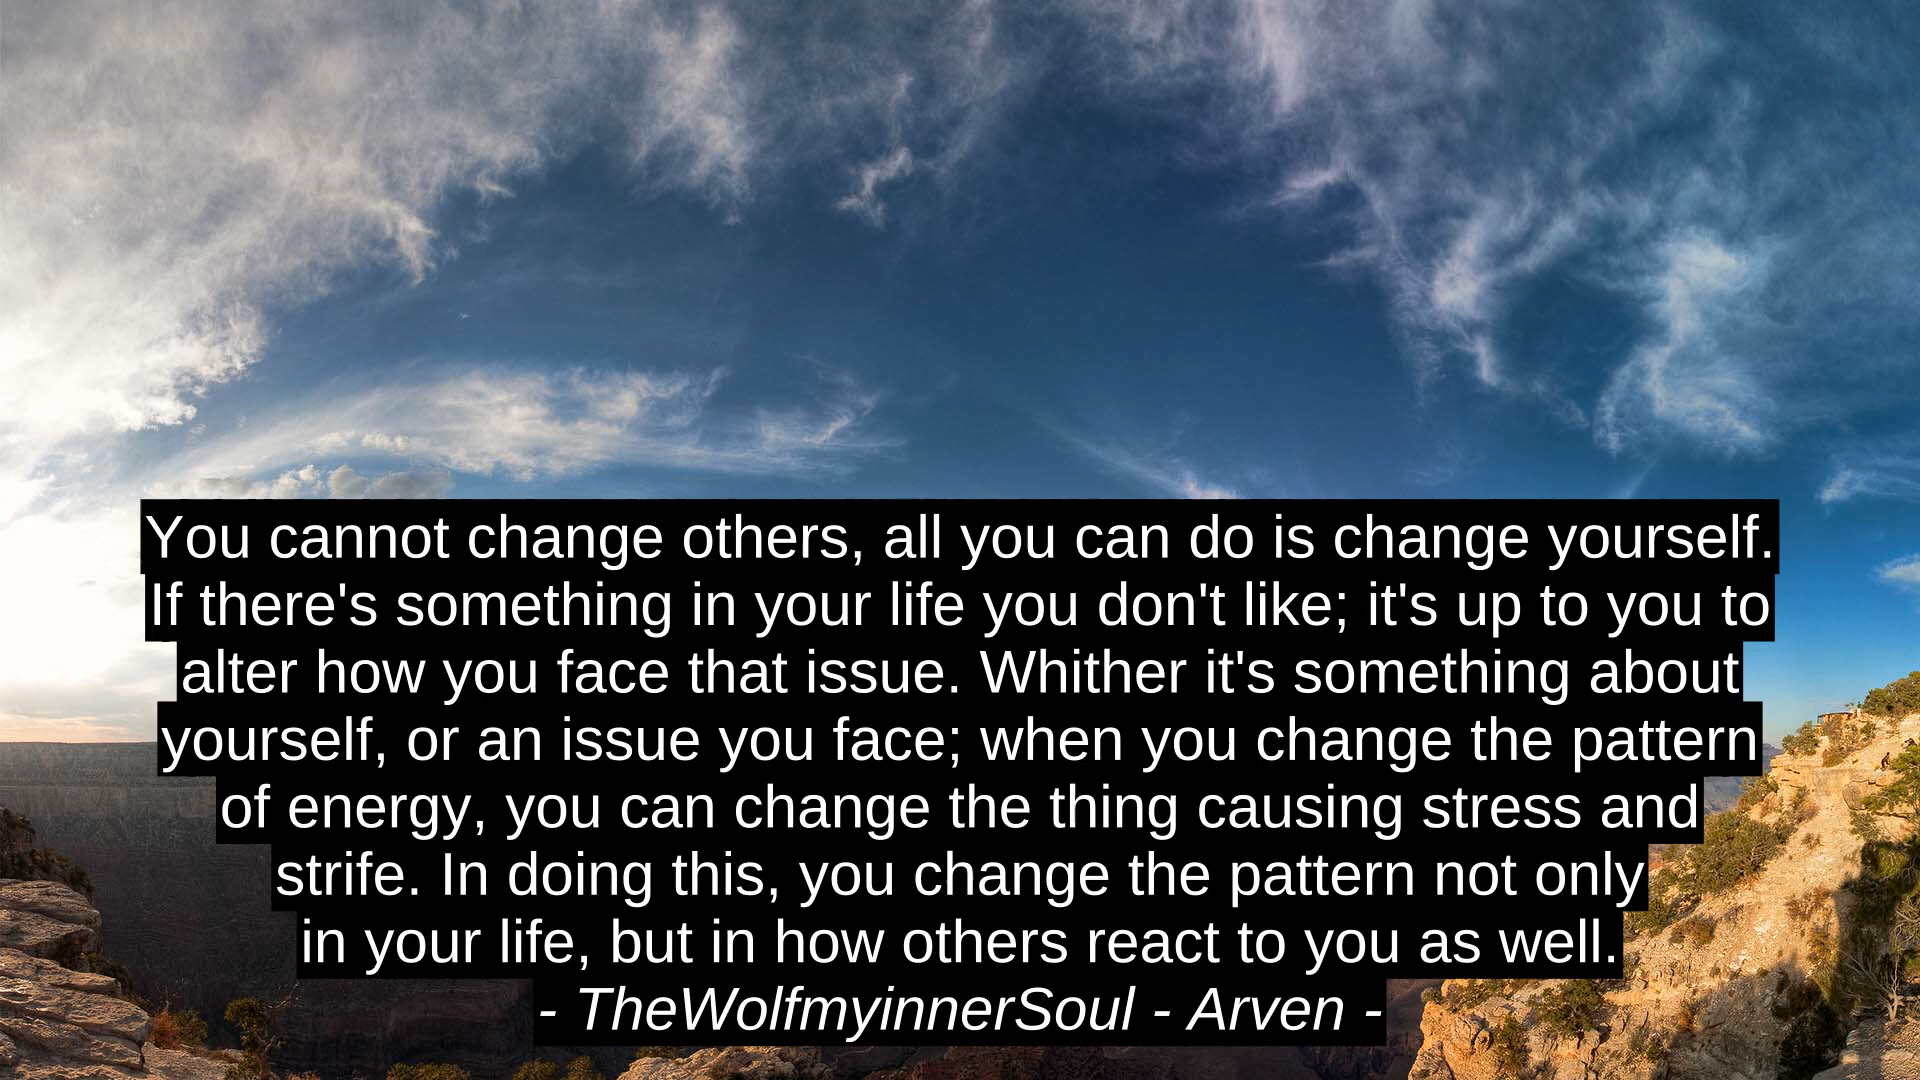 You cannot change others, all you can do is change yourself.
If there's something in your life you don't like; it's up to you to
alter how you face that issue. Whither it's something about
yourself, or an issue you face; when you change the pattern
of energy, you can change the thing causing stress and
strife. In doing this, you change the pattern not only
in your life, but in how others react to you as well.
- TheWolfmyinnerSoul - Arven -